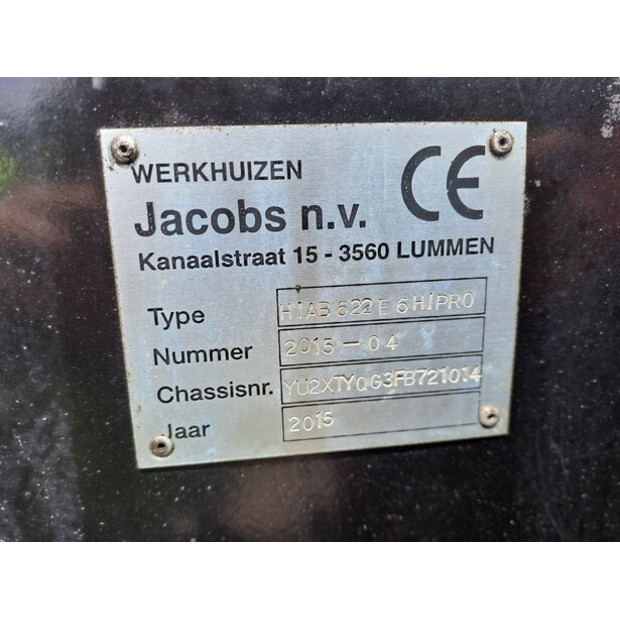 WERKHUIZEN
CE
Jacobs n.v.
Kanaalstraat 15 - 3560 LUMMEN
Type HIAB 622 E 6 HIPRO
Nummer 2015-04
Chassisnr. YU2XTYQG3FB721014
Jaar 2015